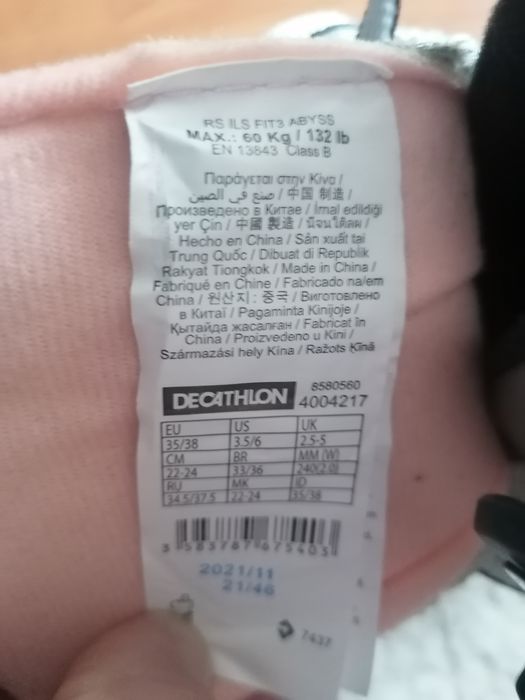 RS ILS FIT3 ABYSS
MAX.: 60 Kg / 132 lb
EN 13843 Class B
Παράγεται στην Κίνα /
صنع في الصين / 中国 制造 /
Произведено в Китае / İmal edildiği
yer Çin / 中國 製造 / นีจนใต้ลม /
Hecho en China / Sản xuất tại
Trung Quốc / Dibuat di Republik
Rakyat Tiongkok / Made in China /
Fabriqué en Chine / Fabricado na/em
China / 원산지 : 중국 / Виготовлено
в Китаї / Pagaminta Kinijoje /
Қытайда жасалған / Fabricat în
China / Proizvedeno u Kini /
Származási hely Kína / Ražots Ķīnā
DECATHLON 8580560
4004217
EU US UK
35/38 3.5/6 2.5-5
CM BR MM (W)
22-24 33/36 240(2.0)
RU MK ID
34.5/37.5 22-24 35/38
3 583787 675403
2021/11
21/46
7437